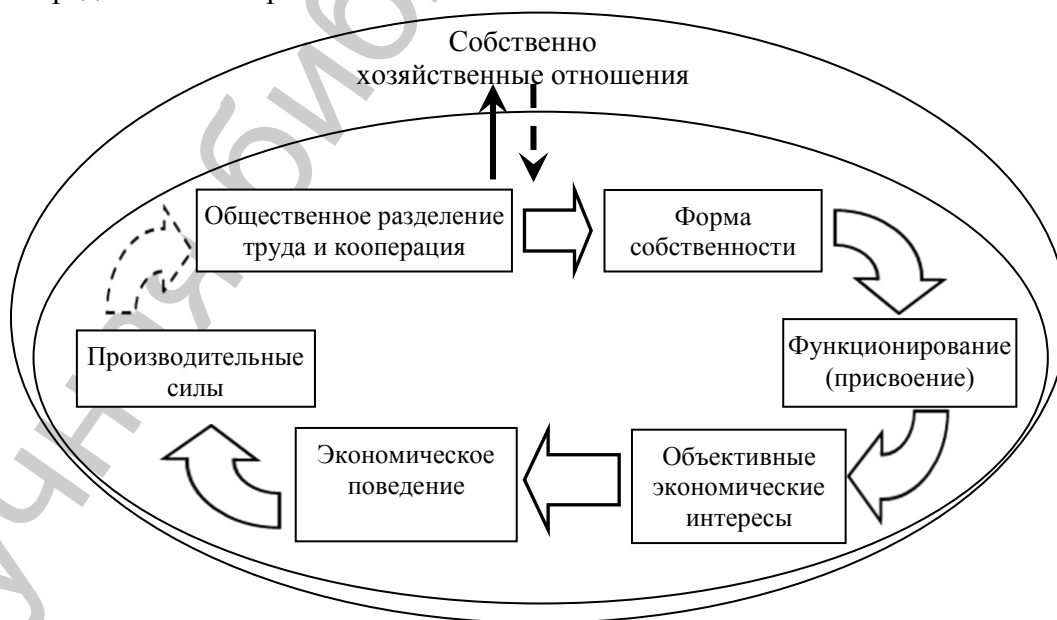 Собственно
хозяйственные отношения
Общественное разделение
труда и кооперация
Форма
собственности
Функционирование
(присвоение)
Объективные
экономические
интересы
Экономическое
поведение
Производительные
силы